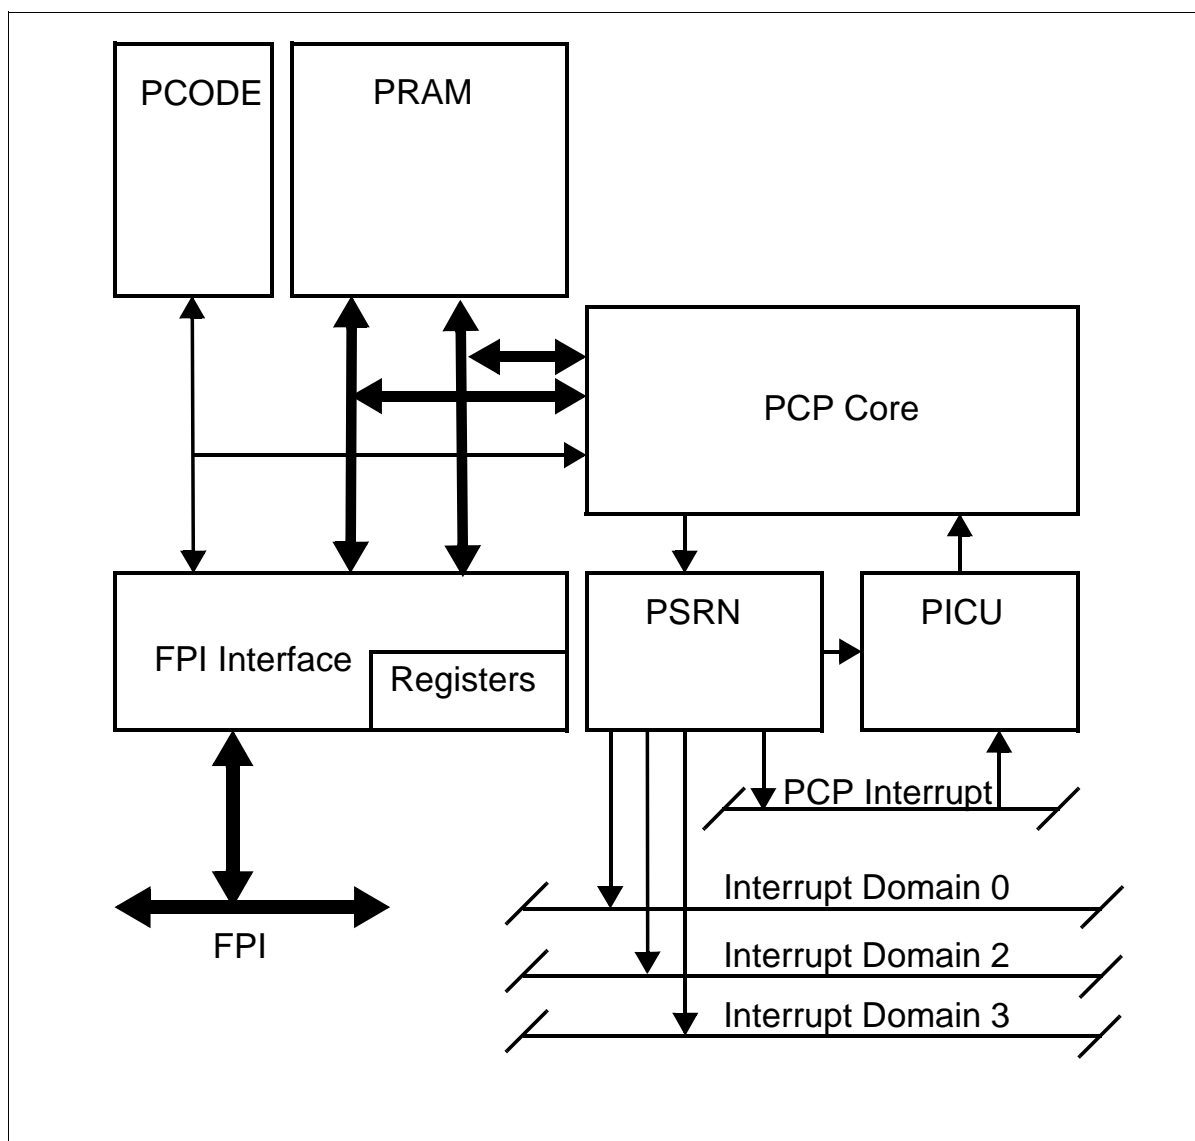 PCODE
PRAM
PCP Core
PSRN
PICU
FPI Interface
Registers
PCP Interrupt
Interrupt Domain 0
FPI
Interrupt Domain 2
Interrupt Domain 3